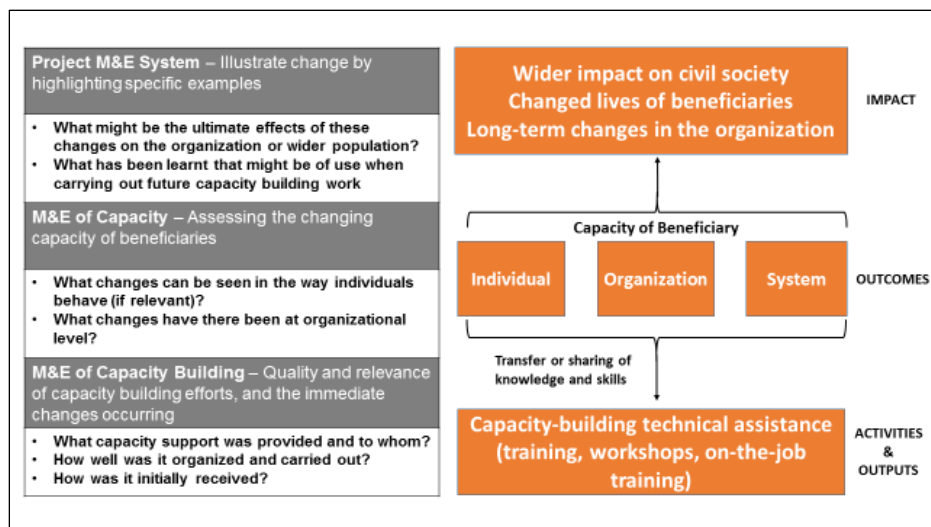 Project M&E System – Illustrate change by
highlighting specific examples
• What might be the ultimate effects of these
changes on the organization or wider population?
• What has been learnt that might be of use when
carrying out future capacity building work
M&E of Capacity – Assessing the changing
capacity of beneficiaries
• What changes can be seen in the way individuals
behave (if relevant)?
• What changes have there been at organizational
level?
M&E of Capacity Building – Quality and relevance
of capacity building efforts, and the immediate
changes occurring
• What capacity support was provided and to whom?
• How well was it organized and carried out?
• How was it initially received?
Wider impact on civil society
Changed lives of beneficiaries
Long-term changes in the organization
IMPACT
Capacity of Beneficiary
Individual
Organization
System
OUTCOMES
Transfer or sharing of
knowledge and skills
Capacity-building technical assistance
(training, workshops, on-the-job
training)
ACTIVITIES
&
OUTPUTS